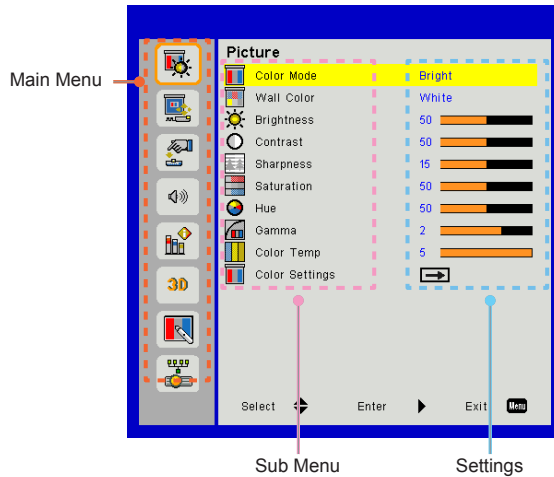 Picture
Main Menu
Color Mode Bright
Wall Color White
Brightness 50
Contrast 50
Sharpness 15
Saturation 50
Hue 50
Gamma 2
Color Temp 5
Color Settings
3D
Select Enter Exit Menu
Sub Menu Settings